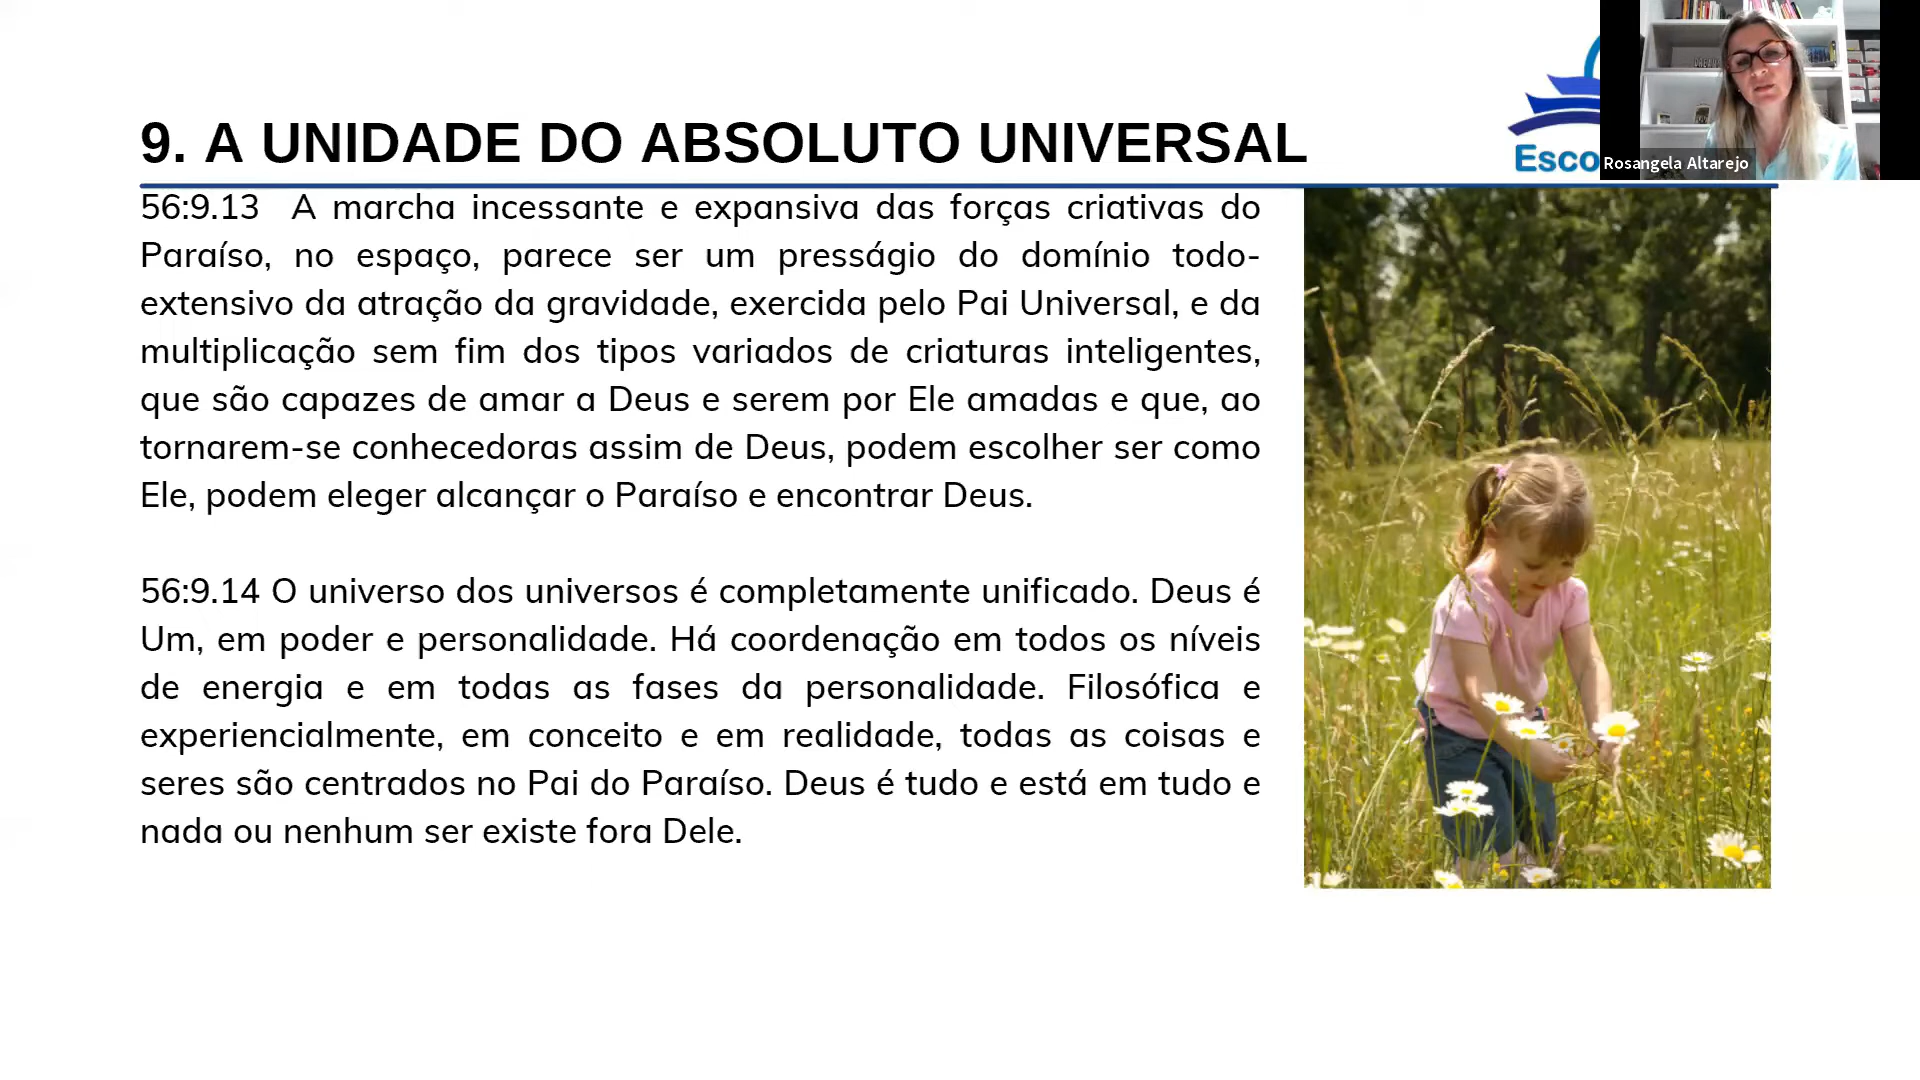 9. A UNIDADE DO ABSOLUTO UNIVERSAL
Esco
Rosangela Altarejo
56:9.13 A marcha incessante e expansiva das forças criativas do
Paraíso, no espaço, parece ser um presságio do domínio todo-
extensivo da atração da gravidade, exercida pelo Pai Universal, e da
multiplicação sem fim dos tipos variados de criaturas inteligentes,
que são capazes de amar a Deus e serem por Ele amadas e que, ao
tornarem-se conhecedoras assim de Deus, podem escolher ser como
Ele, podem eleger alcançar o Paraíso e encontrar Deus.
56:9.14 O universo dos universos é completamente unificado. Deus é
Um, em poder e personalidade. Há coordenação em todos os níveis
de energia e em todas as fases da personalidade. Filosófica e
experiencialmente, em conceito e em realidade, todas as coisas e
seres são centrados no Pai do Paraíso. Deus é tudo e está em tudo e
nada ou nenhum ser existe fora Dele.